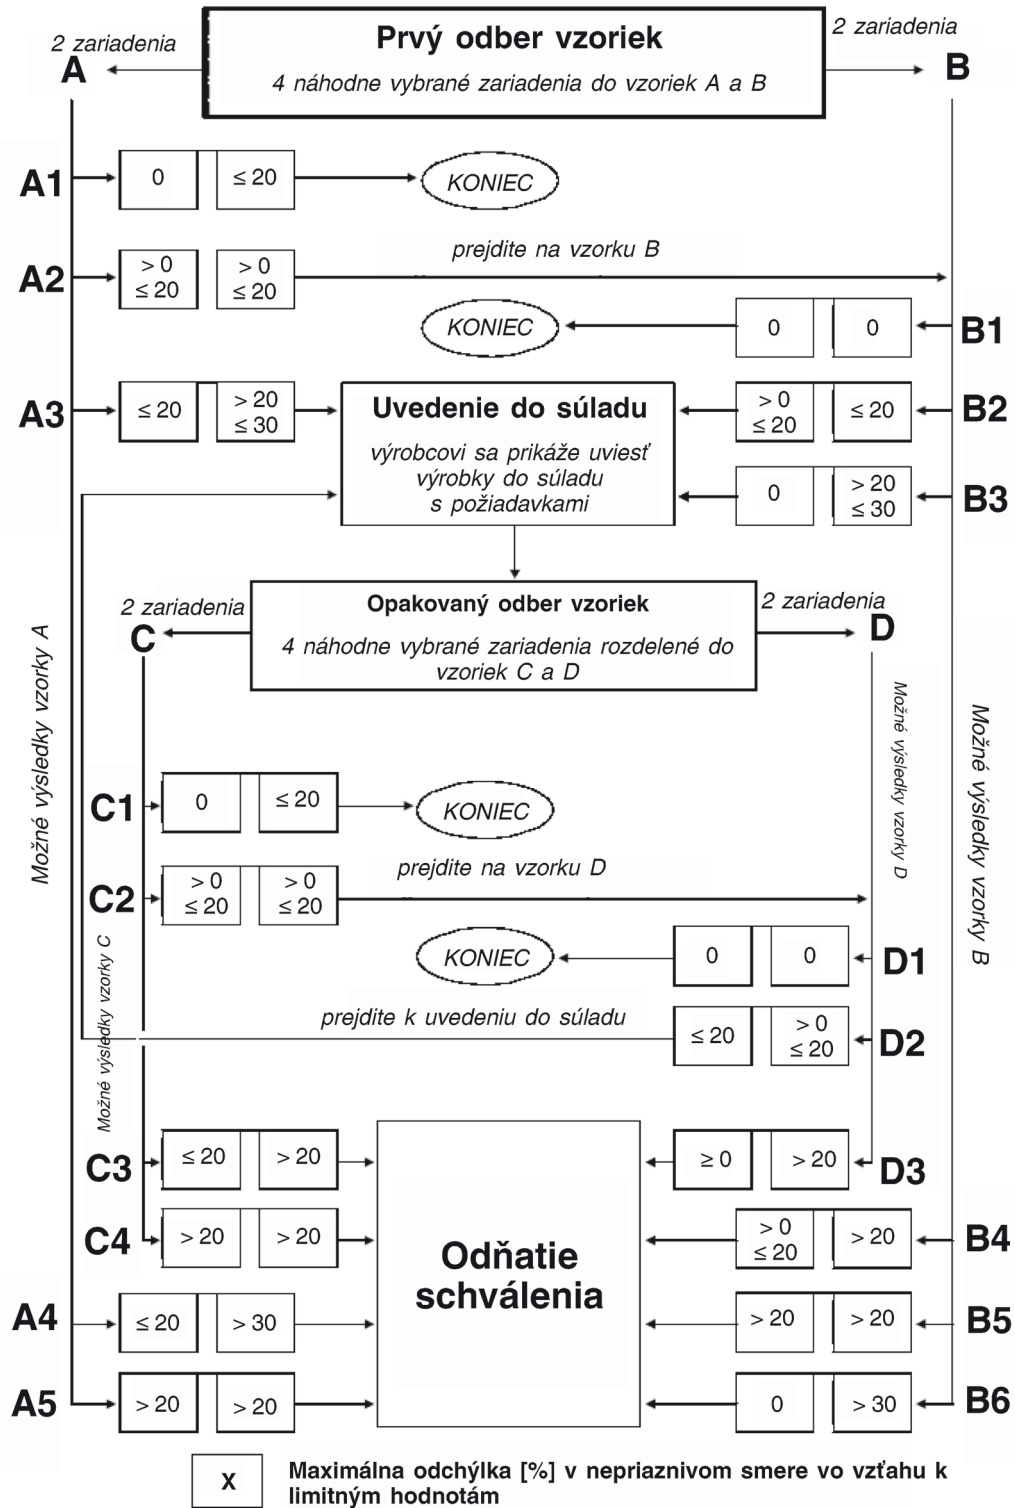 2 zariadenia
Prvý odber vzoriek
2 zariadenia
A
4 náhodne vybrané zariadenia do vzoriek A a B
B
A1
0
≤ 20
KONIEC
A2
> 0
≤ 20
> 0
≤ 20
prejdite na vzorku B
KONIEC
0
0
B1
A3
≤ 20
> 20
≤ 30
Uvedenie do súladu
výrobcovi sa prikáže uviesť
výrobky do súladu
s požiadavkami
> 0
≤ 20
≤ 20
B2
0
> 20
≤ 30
B3
2 zariadenia
Opakovaný odber vzoriek
2 zariadenia
C
4 náhodne vybrané zariadenia rozdelené do
vzoriek C a D
D
Možné výsledky vzorky A
Možné výsledky vzorky D
Možné výsledky vzorky B
C1
0
≤ 20
KONIEC
C2
> 0
≤ 20
> 0
≤ 20
prejdite na vzorku D
Možné výsledky vzorky C
KONIEC
0
0
D1
prejdite k uvedeniu do súladu
≤ 20
> 0
≤ 20
D2
C3
≤ 20
> 20
≥ 0
> 20
D3
C4
> 20
> 20
Odňatie
schválenia
> 0
≤ 20
> 20
B4
A4
≤ 20
> 30
> 20
> 20
B5
A5
> 20
> 20
0
> 30
B6
X
Maximálna odchýlka [%] v nepriaznivom smere vo vzťahu k
limitným hodnotám